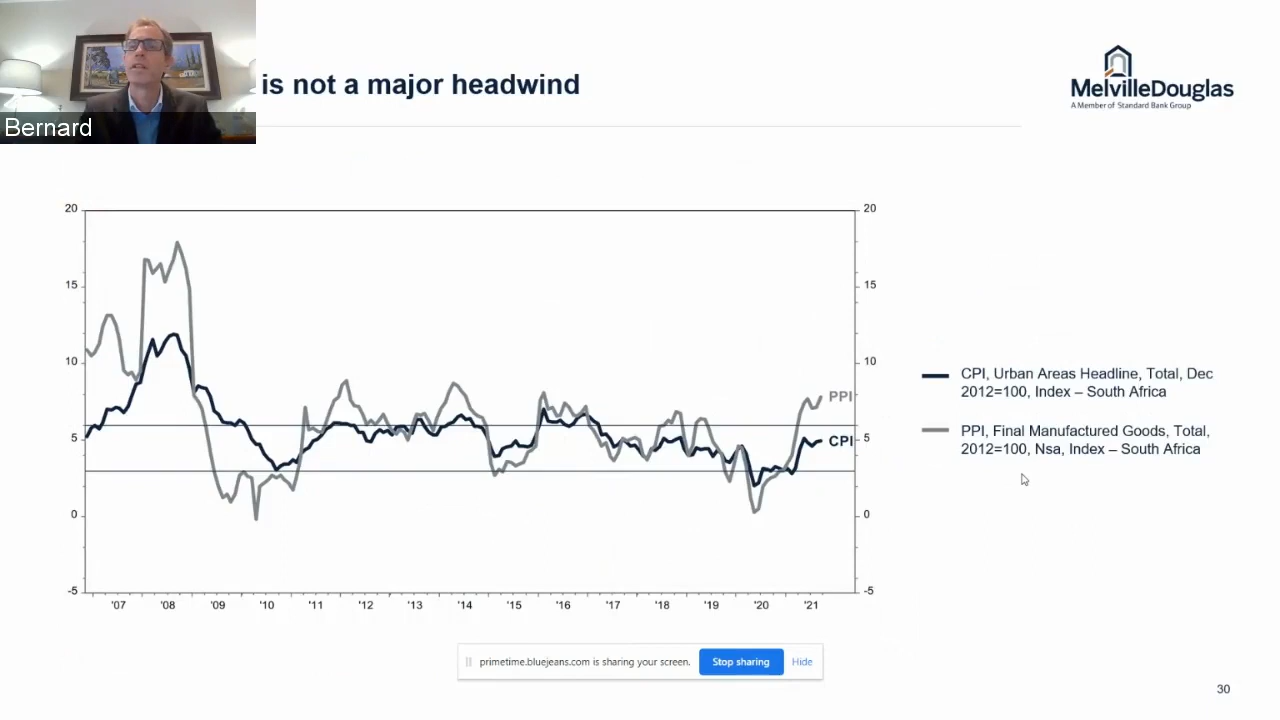 Bernard
is not a major headwind
MelvilleDouglas
A Member of Standard Bank Group
20
15
10
5
0
-5
20
15
10
5
0
-5
PPI
CPI
'07 '08 '09 '10 '11 '12 '13 '14 '15 '16 '17 '18 '19 '20 '21
CPI, Urban Areas Headline, Total, Dec
2012=100, Index – South Africa
PPI, Final Manufactured Goods, Total,
2012=100, Nsa, Index – South Africa
primetime.bluejeans.com is sharing your screen. Stop sharing Hide
30